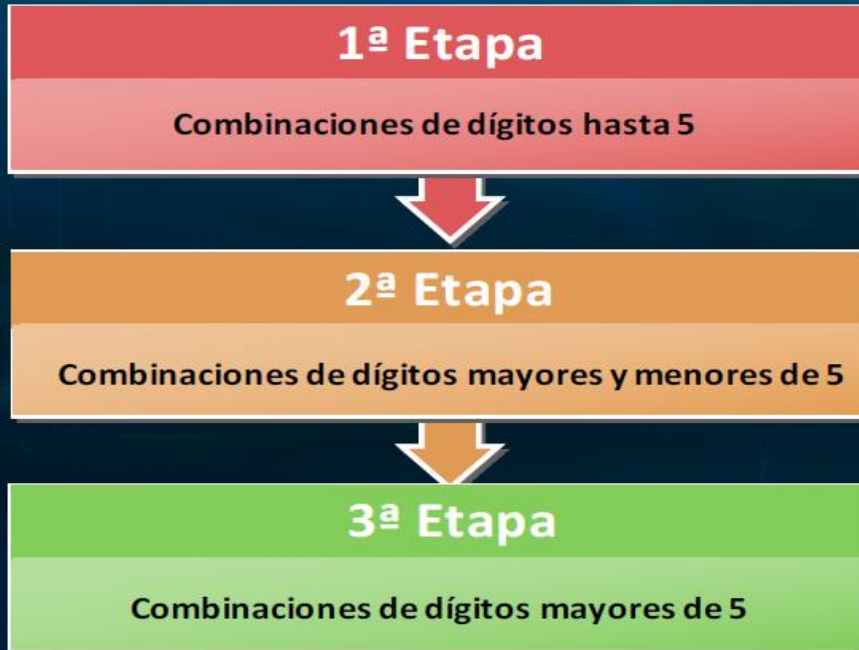 1ª Etapa
Combinaciones de dígitos hasta 5
2ª Etapa
Combinaciones de dígitos mayores y menores de 5
3ª Etapa
Combinaciones de dígitos mayores de 5